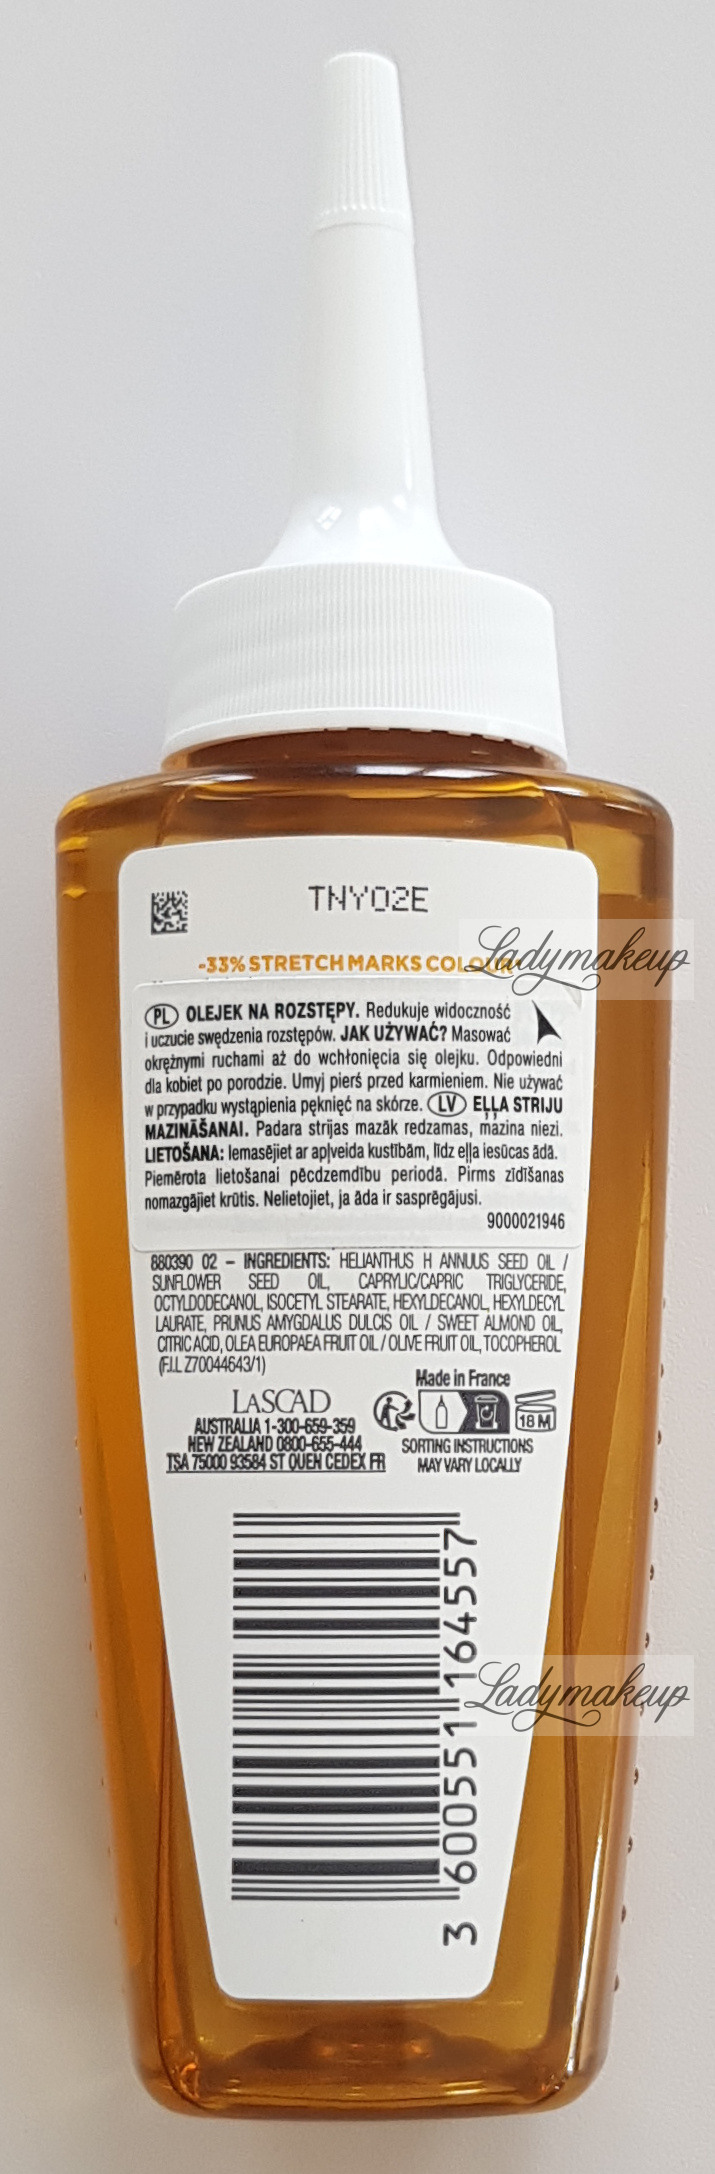 TNY02E
-33% STRETCH MARKS COLOUR*
Ladymakeup
PL OLEJEK NA ROZSTĘPY. Redukuje widoczność
i uczucie swędzenia rozstępów. JAK UŻYWAĆ? Masować
okrężnymi ruchami aż do wchłonięcia się olejku. Odpowiedni
dla kobiet po porodzie. Umyj pierś przed karmieniem. Nie używać
w przypadku wystąpienia pęknięć na skórze. LV EĻĻA STRIJU
MAZINĀŠANAI. Padara strijas mazāk redzamas, mazina niezi.
LIETOŠANA: Iemasējiet ar apļveida kustībām, līdz eļļa iesūcas ādā.
Piemērota lietošanai pēcdzemdību periodā. Pirms zīdīšanas
nomazgājiet krūtis. Nelietojiet, ja āda ir sasprēgājusi.
9000021946
880390 02 – INGREDIENTS: HELIANTHUS H ANNUUS SEED OIL /
SUNFLOWER SEED OIL, CAPRYLIC/CAPRIC TRIGLYCERIDE,
OCTYLDODECANOL, ISOCETYL STEARATE, HEXYLDECANOL, HEXYLDECYL
LAURATE, PRUNUS AMYGDALUS DULCIS OIL / SWEET ALMOND OIL,
CITRIC ACID, OLEA EUROPAEA FRUIT OIL / OLIVE FRUIT OIL, TOCOPHEROL
(F.I.L Z70044643/1)
Made in France
LASCAD
AUSTRALIA 1-300-659-359
NEW ZEALAND 0800-655-444
TSA 75000 93584 ST OUEN CEDEX FR
18 M
SORTING INSTRUCTIONS
MAY VARY LOCALLY
3 600551 164557
Ladymakeup